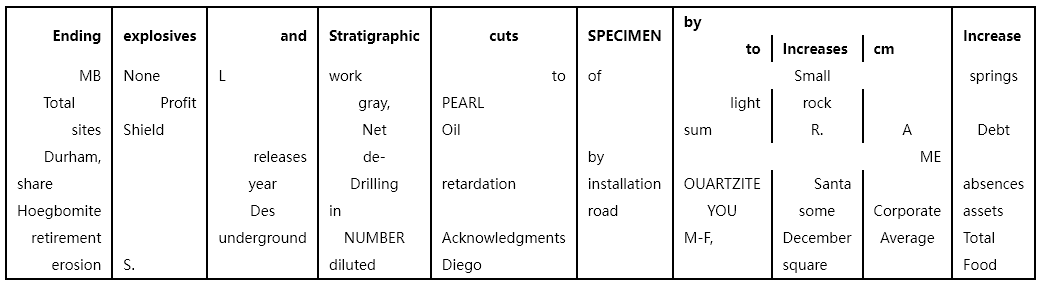 by
Ending explosives and Stratigraphic cuts SPECIMEN Increase
to Increases cm
MB None L work to of Small springs
Total Profit gray, PEARL light rock
sites Shield Net Oil sum R. A Debt
Durham, releases de- by ME
share year Drilling retardation installation OUARTZITE Santa absences
Hoegbomite Des in road YOU some Corporate assets
retirement underground NUMBER Acknowledgments M-F, December Average Total
erosion S. diluted Diego square Food